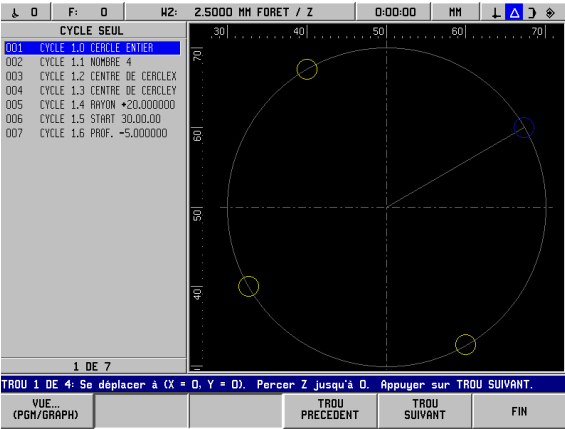 0 F: 0 W2: 2.5000 MM FORET / Z 0:00:00 MM
CYCLE SEUL
001 CYCLE 1.0 CERCLE ENTIER
002 CYCLE 1.1 NOMBRE 4
003 CYCLE 1.2 CENTRE DE CERCLEX
004 CYCLE 1.3 CENTRE DE CERCLEY
005 CYCLE 1.4 RAYON +20.000000
006 CYCLE 1.5 START 30.00.00
007 CYCLE 1.6 PROF. -5.000000
1 DE 7
30 40 50 60 70
70
60
50
40
TROU 1 DE 4: Se déplacer à (X = 0, Y = 0). Percer Z jusqu'à 0. Appuyer sur TROU SUIVANT.
VUE...
(PGM/GRAPH)
TROU
PRECEDENT
TROU
SUIVANT
FIN